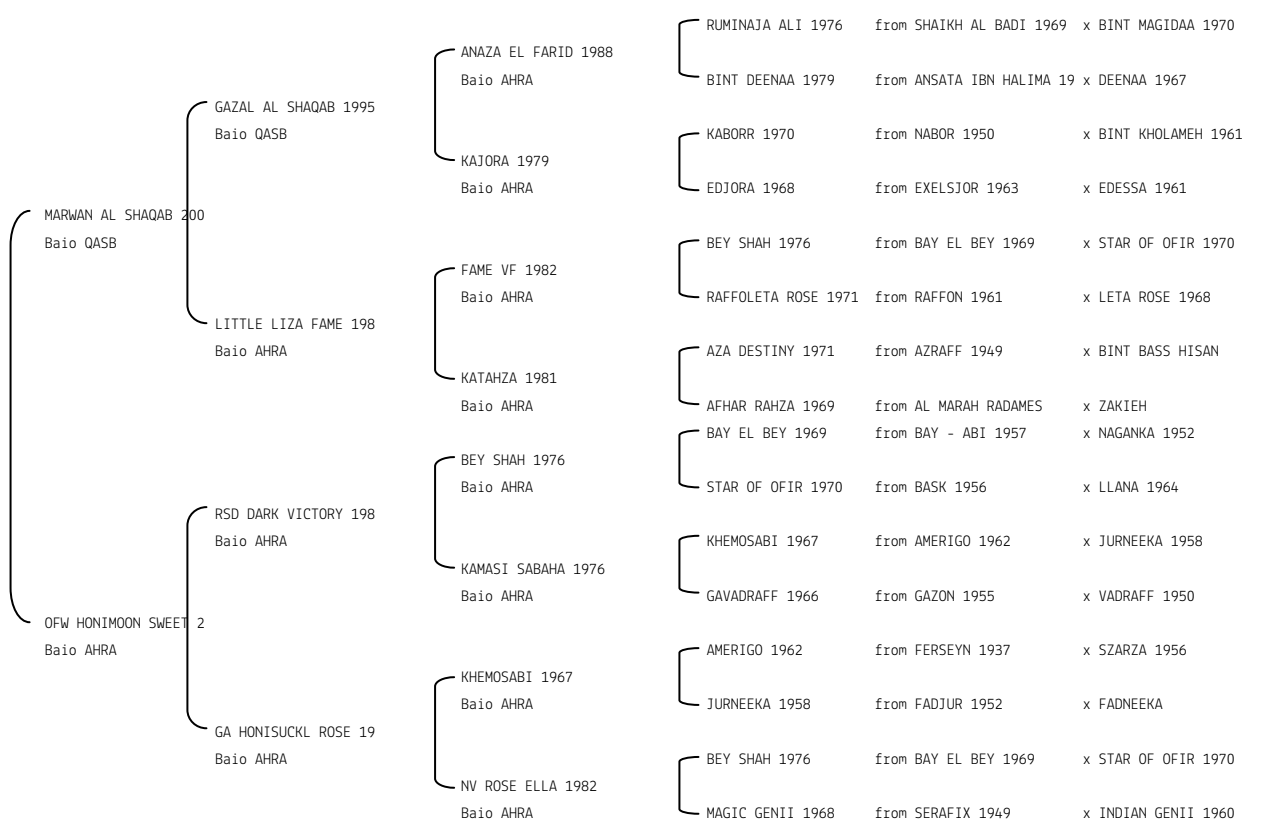 RUMINAJA ALI 1976 from SHAIKH AL BADI 1969 x BINT MAGIDAA 1970
ANAZA EL FARID 1988
Baio AHRA BINT DEENAA 1979 from ANSATA IBN HALIMA 19 x DEENAA 1967
GAZAL AL SHAQAB 1995
Baio QASB KABORR 1970 from NABOR 1950 x BINT KHOLAMEH 1961
KAJORA 1979
Baio AHRA EDJORA 1968 from EXELSJOR 1963 x EDESSA 1961
MARWAN AL SHAQAB 200
Baio QASB BEY SHAH 1976 from BAY EL BEY 1969 x STAR OF OFIR 1970
FAME VF 1982
Baio AHRA RAFFOLETA ROSE 1971 from RAFFON 1961 x LETA ROSE 1968
LITTLE LIZA FAME 198
Baio AHRA AZA DESTINY 1971 from AZRAFF 1949 x BINT BASS HISAN
KATAHZA 1981
Baio AHRA AFHAR RAHZA 1969 from AL MARAH RADAMES x ZAKIEH
BAY EL BEY 1969 from BAY - ABI 1957 x NAGANKA 1952
BEY SHAH 1976
Baio AHRA STAR OF OFIR 1970 from BASK 1956 x LLANA 1964
RSD DARK VICTORY 198
Baio AHRA KHEMOSABI 1967 from AMERIGO 1962 x JURNEEKA 1958
KAMASI SABAHA 1976
Baio AHRA GAVADRAFF 1966 from GAZON 1955 x VADRAFF 1950
OFW HONIMOON SWEET 2
Baio AHRA AMERIGO 1962 from FERSEYN 1937 x SZARZA 1956
KHEMOSABI 1967
Baio AHRA JURNEEKA 1958 from FADJUR 1952 x FADNEEKA
GA HONISUCKL ROSE 19
Baio AHRA BEY SHAH 1976 from BAY EL BEY 1969 x STAR OF OFIR 1970
NV ROSE ELLA 1982
Baio AHRA MAGIC GENII 1968 from SERAFIX 1949 x INDIAN GENII 1960